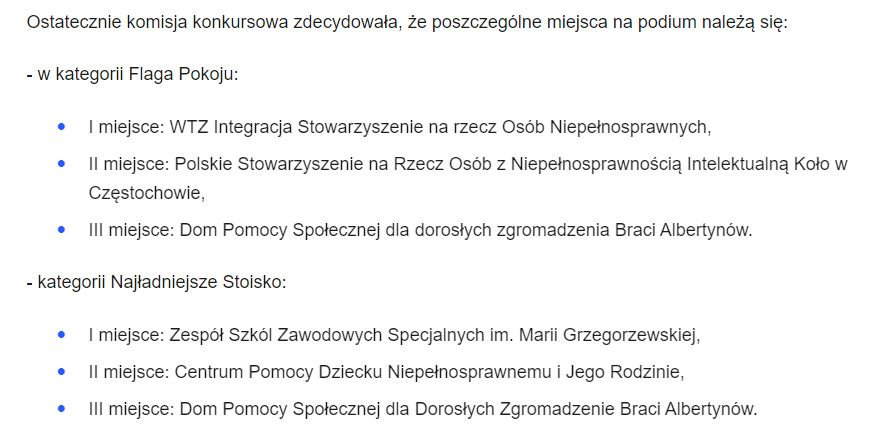 Ostatecznie komisja konkursowa zdecydowała, że poszczególne miejsca na podium należą się:
- w kategorii Flaga Pokoju:
• I miejsce: WTZ Integracja Stowarzyszenie na rzecz Osób Niepełnosprawnych,
• II miejsce: Polskie Stowarzyszenie na Rzecz Osób z Niepełnosprawnością Intelektualną Koło w
Częstochowie,
• III miejsce: Dom Pomocy Społecznej dla dorosłych zgromadzenia Braci Albertynów.
- kategorii Najładniejsze Stoisko:
• I miejsce: Zespół Szkól Zawodowych Specjalnych im. Marii Grzegorzewskiej,
• II miejsce: Centrum Pomocy Dziecku Niepełnosprawnemu i Jego Rodzinie,
• III miejsce: Dom Pomocy Społecznej dla Dorosłych Zgromadzenie Braci Albertynów.